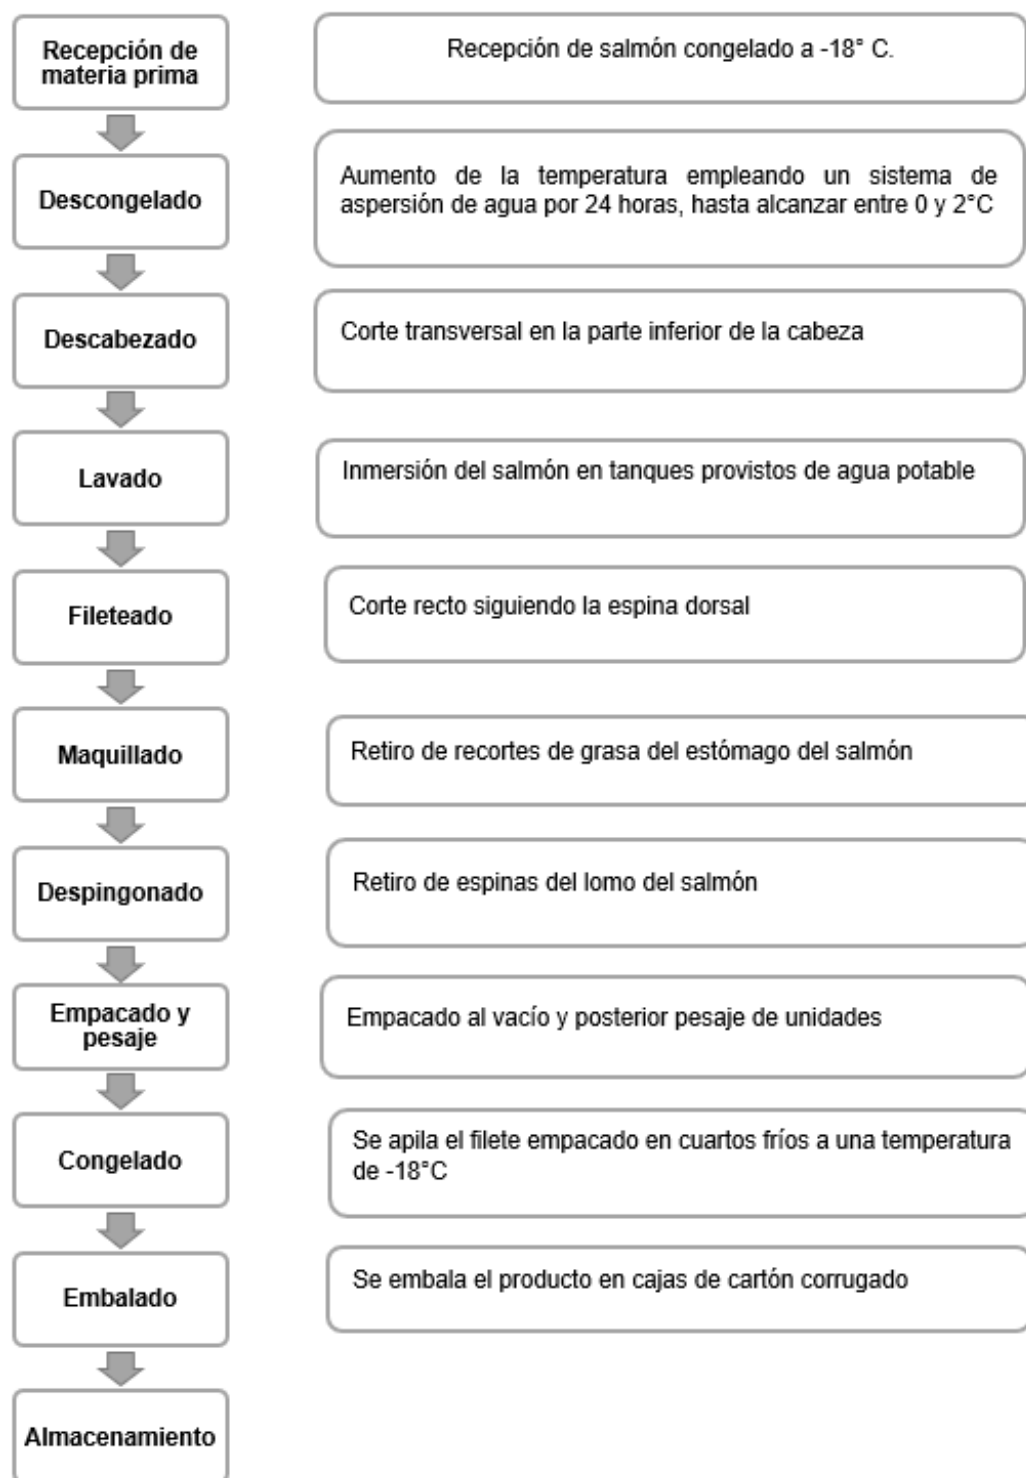 Recepción de
materia prima
Recepción de salmón congelado a -18° C.
Descongelado
Aumento de la temperatura empleando un sistema de
aspersión de agua por 24 horas, hasta alcanzar entre 0 y 2°C
Descabezado
Corte transversal en la parte inferior de la cabeza
Lavado
Inmersión del salmón en tanques provistos de agua potable
Fileteado
Corte recto siguiendo la espina dorsal
Maquillado
Retiro de recortes de grasa del estómago del salmón
Despingonado
Retiro de espinas del lomo del salmón
Empacado y
pesaje
Empacado al vacío y posterior pesaje de unidades
Congelado
Se apila el filete empacado en cuartos fríos a una temperatura
de -18°C
Embalado
Se embala el producto en cajas de cartón corrugado
Almacenamiento